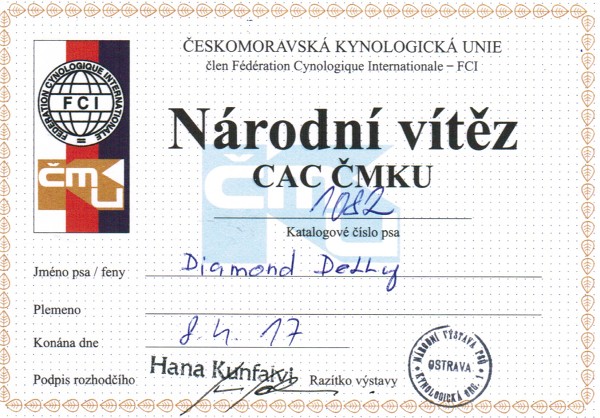 ČESKOMORAVSKÁ KYNOLOGICKÁ UNIE
člen Fédération Cynologique Internationale – FCI
FÉDÉRATION CYNOLOGIQUE INTERNATIONALE
FCI
čmku
Národní vítěz
CAC ČMKU
1082
Katalogové číslo psa
Jméno psa / feny Diamond Delly
Plemeno
Konána dne 8. 4. 17
Podpis rozhodčího Hana Kunfalvi Razítko výstavy
NÁRODNÍ VÝSTAVA PSŮ
OSTRAVA
KYNOLOGICKÁ ORG.